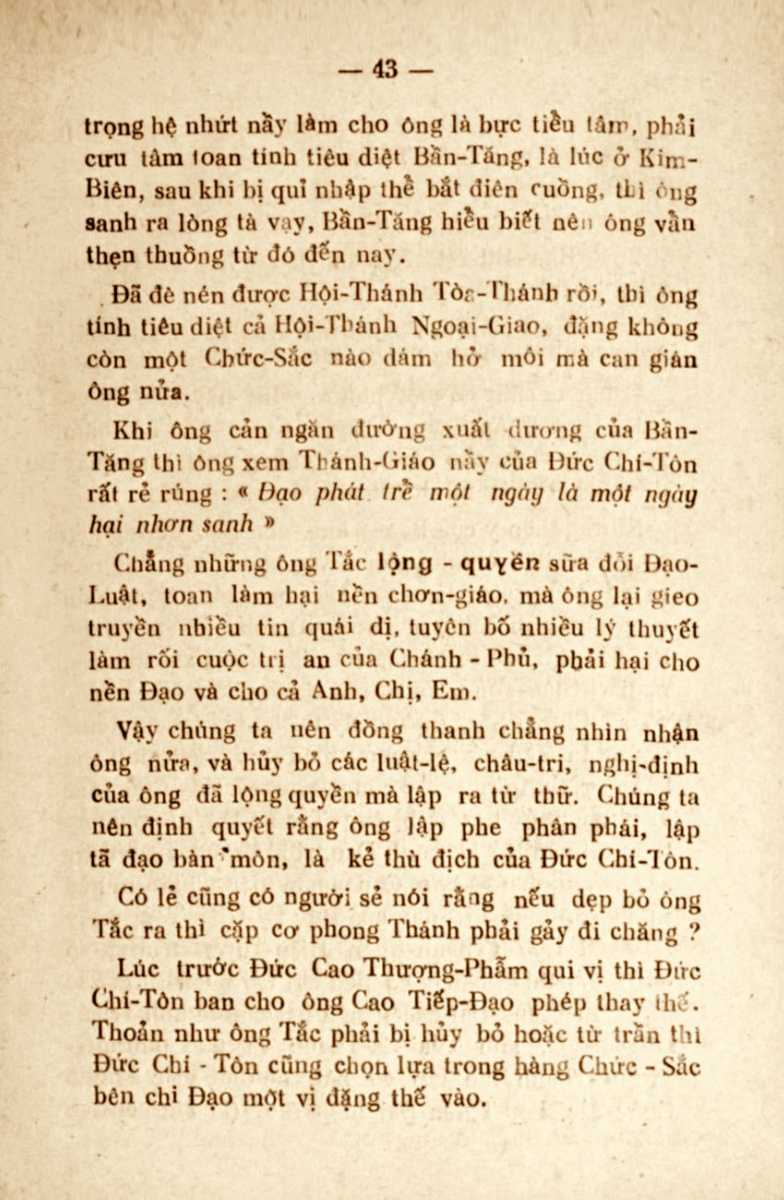 — 43 —
trọng hệ nhứt nầy làm cho ông là bực tiểu tâm, phải
cưu tâm toan tính tiêu diệt Bần-Tăng, là lúc ở Kim-
Biên, sau khi bị quỉ nhập thể bắt điên cuồng, thì ông
sanh ra lòng tà vạy, Bần-Tăng hiểu biết nên ông vẩn
thẹn thuồng từ đó đến nay.
Đã đè nén được Hội-Thánh Tòa-Thánh rồi, thì ông
tính tiêu diệt cả Hội-Thánh Ngoại-Giao, đặng không
còn một Chức-Sắc nào dám hở môi mà can gián
ông nửa.
Khi ông cản ngăn đường xuất dương của Bần-
Tăng thì ông xem Thánh-Giáo nầy của Đức Chí-Tôn
rất rẻ rúng : « Đạo phát trể một ngày là một ngày
hại nhơn sanh »
Chẳng những ông Tắc lộng - quyền sữa đổi Đạo-
Luật, toan làm hại nền chơn-giáo, mà ông lại gieo
truyền nhiều tin quái dị, tuyên bố nhiều lý thuyết
làm rối cuộc trị an của Chánh - Phủ, phải hại cho
nền Đạo và cho cả Anh, Chị, Em.
Vậy chúng ta nên đồng thanh chẳng nhìn nhận
ông nửa, và hủy bỏ các luật-lệ, châu-tri, nghị-định
của ông đã lộng quyền mà lập ra từ thữ. Chúng ta
nên định quyết rằng ông lập phe phân phái, lập
tã đạo bàn môn, là kẻ thù địch của Đức Chí-Tôn.
Có lẻ cũng có người sẻ nói rằng nếu dẹp bỏ ông
Tắc ra thì cặp cơ phong Thánh phải gảy đi chăng ?
Lúc trước Đức Cao Thượng-Phẫm qui vị thì Đức
Chí-Tôn ban cho ông Cao Tiếp-Đạo phép thay thế.
Thoản như ông Tắc phải bị hủy bỏ hoặc từ trần thì
Đức Chí - Tôn cũng chọn lựa trong hàng Chức - Sắc
bên chi Đạo một vị đặng thế vào.